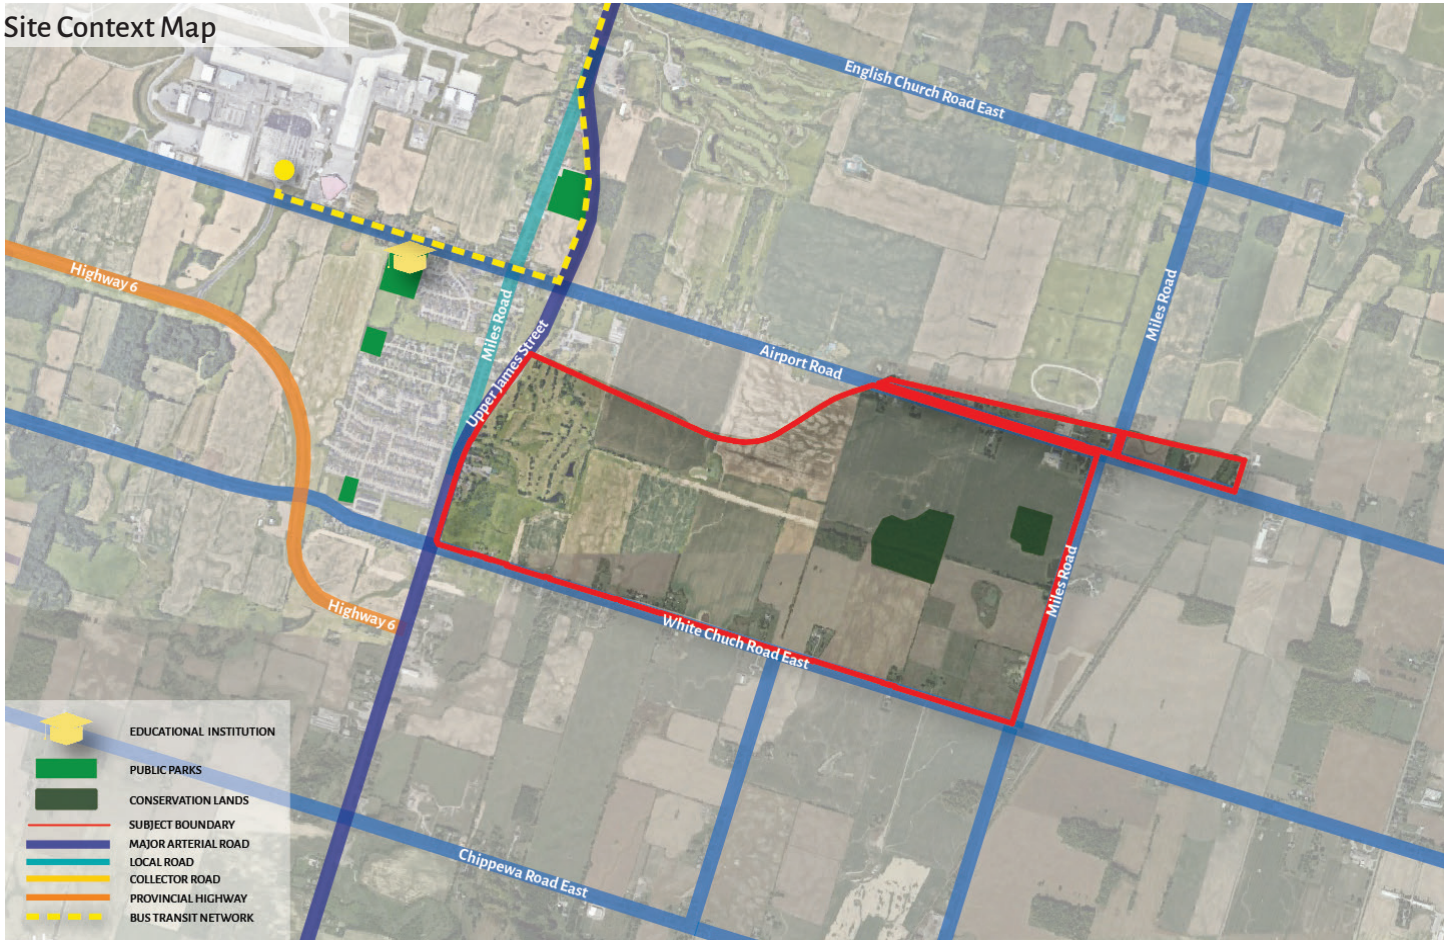 Site Context Map
English Church Road East
Highway 6
Miles Road
Miles Road
Upper James Street
Airport Road
Miles Road
White Chuch Road East
Highway 6
Chippewa Road East
EDUCATIONAL INSTITUTION
PUBLIC PARKS
CONSERVATION LANDS
SUBJECT BOUNDARY
MAJOR ARTERIAL ROAD
LOCAL ROAD
COLLECTOR ROAD
PROVINCIAL HIGHWAY
BUS TRANSIT NETWORK